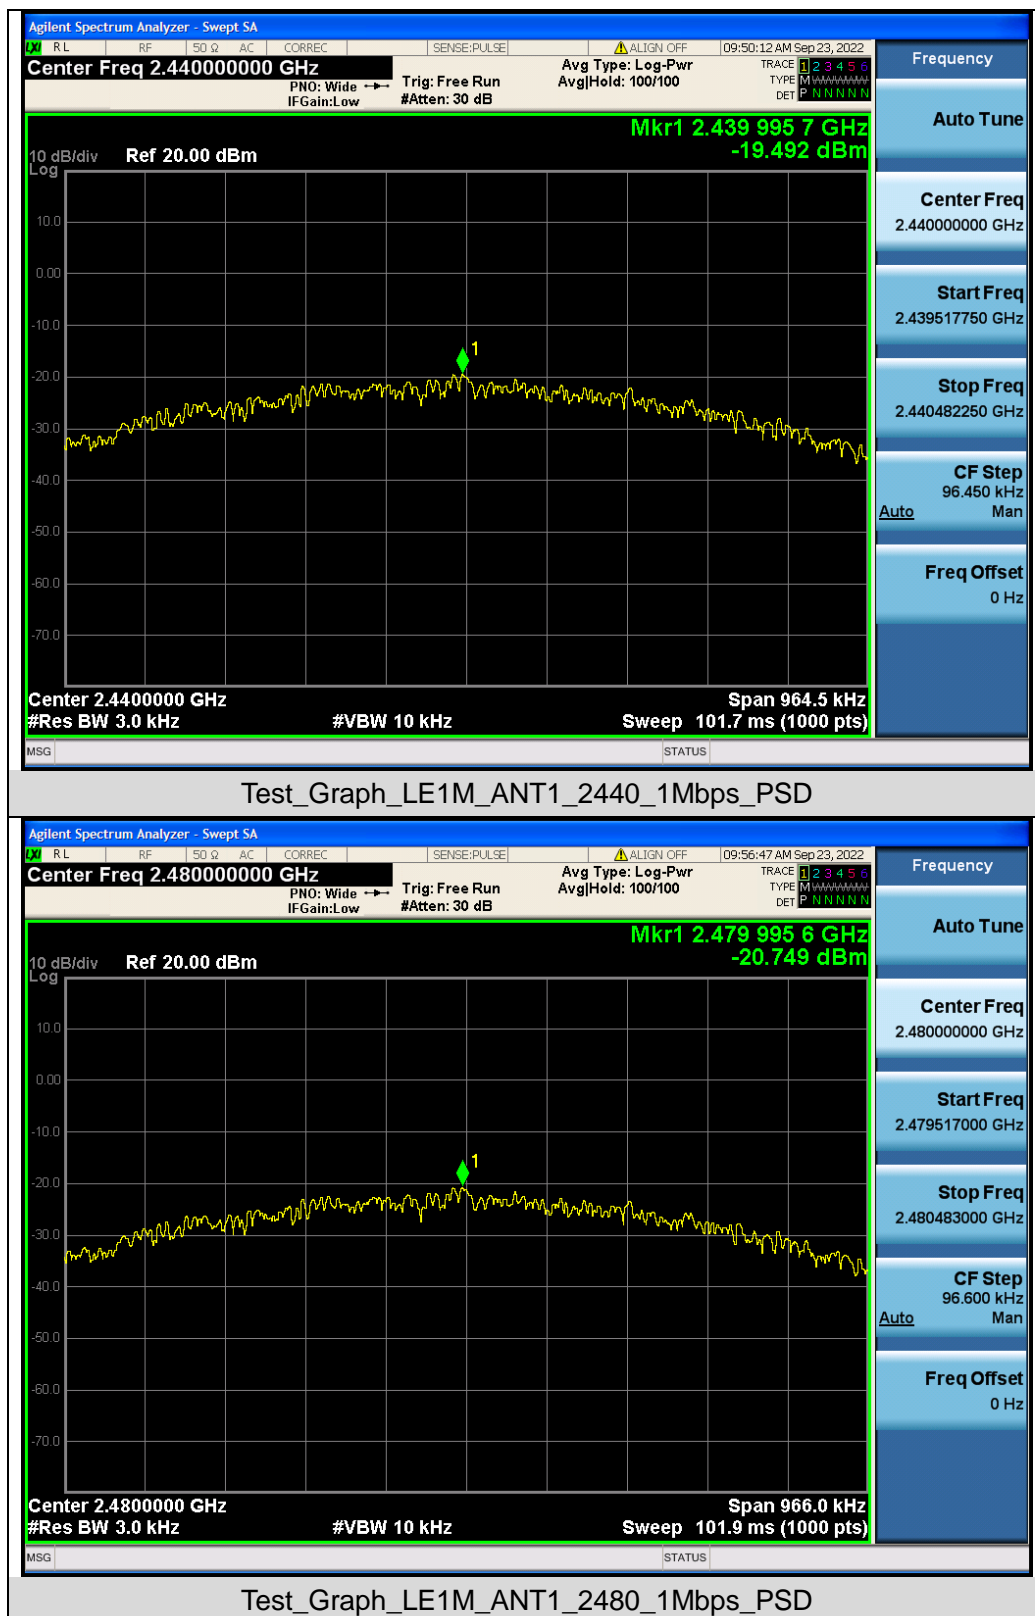 Agilent Spectrum Analyzer - Swept SA
LXI RL RF 50 Ω AC CORREC SENSE:PULSE ALIGN OFF 09:50:12 AM Sep 23, 2022
Center Freq 2.440000000 GHz
PNO: Wide
IFGain:Low
Trig: Free Run
#Atten: 30 dB
Avg Type: Log-Pwr
Avg|Hold: 100/100
TRACE 1 2 3 4 5 6
TYPE M
DET P N N N N N
Frequency
Mkr1 2.439 995 7 GHz
-19.492 dBm
10 dB/div Ref 20.00 dBm
Log
10.0
0.00
-10.0
1
-20.0
-30.0
-40.0
-50.0
-60.0
-70.0
Center 2.4400000 GHz Span 964.5 kHz
#Res BW 3.0 kHz #VBW 10 kHz Sweep 101.7 ms (1000 pts)
MSG STATUS
Auto Tune
Center Freq
2.440000000 GHz
Start Freq
2.439517750 GHz
Stop Freq
2.440482250 GHz
CF Step
96.450 kHz
Auto Man
Freq Offset
0 Hz
Test_Graph_LE1M_ANT1_2440_1Mbps_PSD
Agilent Spectrum Analyzer - Swept SA
LXI RL RF 50 Ω AC CORREC SENSE:PULSE ALIGN OFF 09:56:47 AM Sep 23, 2022
Center Freq 2.480000000 GHz
PNO: Wide
IFGain:Low
Trig: Free Run
#Atten: 30 dB
Avg Type: Log-Pwr
Avg|Hold: 100/100
TRACE 1 2 3 4 5 6
TYPE M
DET P N N N N N
Frequency
Mkr1 2.479 995 6 GHz
-20.749 dBm
10 dB/div Ref 20.00 dBm
Log
10.0
0.00
-10.0
1
-20.0
-30.0
-40.0
-50.0
-60.0
-70.0
Center 2.4800000 GHz Span 966.0 kHz
#Res BW 3.0 kHz #VBW 10 kHz Sweep 101.9 ms (1000 pts)
MSG STATUS
Auto Tune
Center Freq
2.480000000 GHz
Start Freq
2.479517000 GHz
Stop Freq
2.480483000 GHz
CF Step
96.600 kHz
Auto Man
Freq Offset
0 Hz
Test_Graph_LE1M_ANT1_2480_1Mbps_PSD